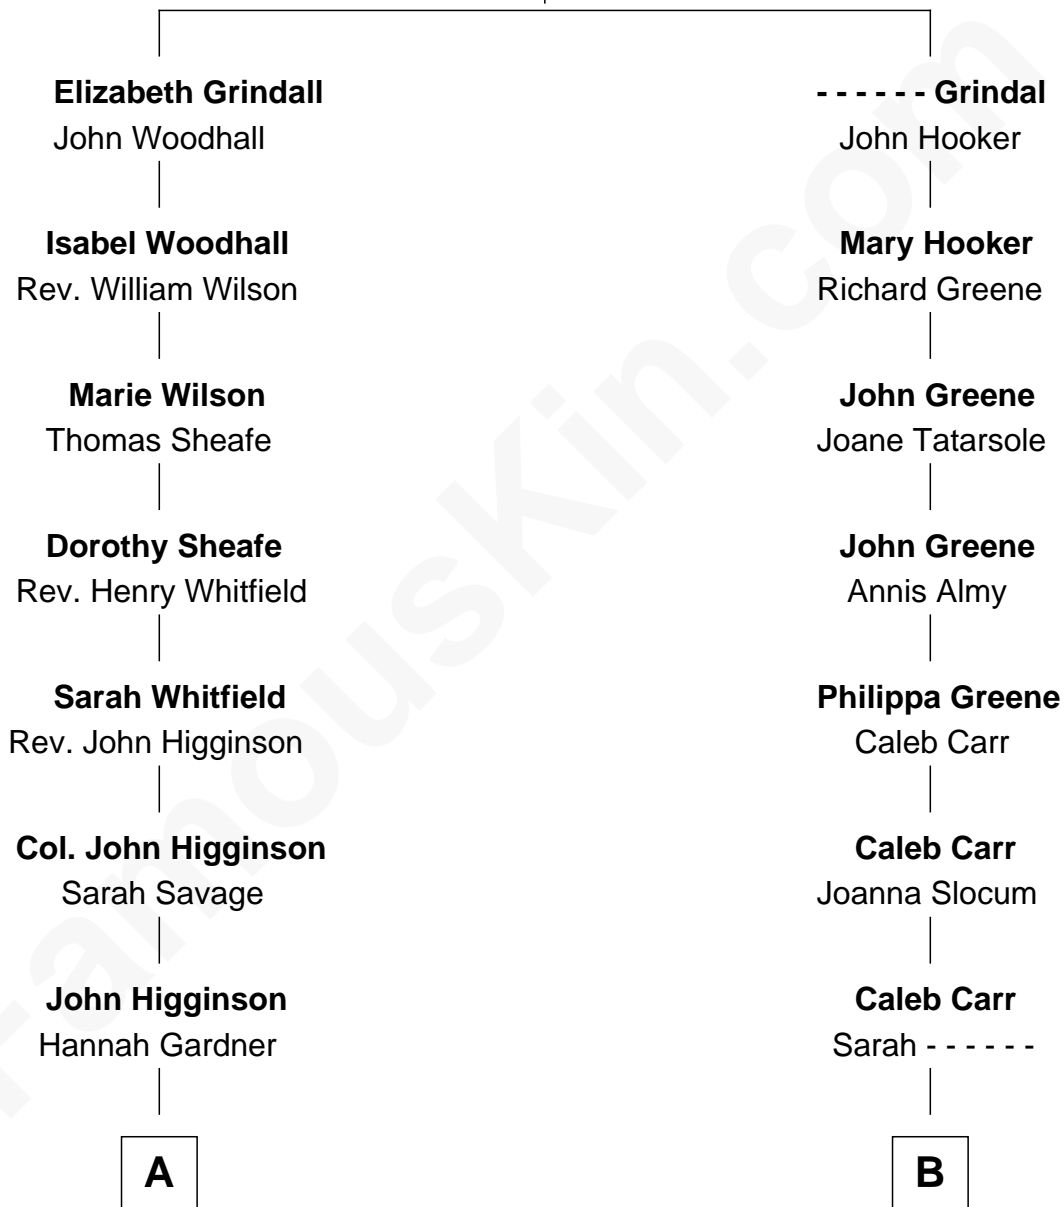 Elizabeth Grindall
John Woodhall
Isabel Woodhall
Rev. William Wilson
Marie Wilson
Thomas Sheafe
Dorothy Sheafe
Rev. Henry Whitfield
Sarah Whitfield
Rev. John Higginson
Col. John Higginson
Sarah Savage
John Higginson
Hannah Gardner
A
- - - - - - Grindal
John Hooker
Mary Hooker
Richard Greene
John Greene
Joane Tatarsole
John Greene
Annis Almy
Philippa Greene
Caleb Carr
Caleb Carr
Joanna Slocum
Caleb Carr
Sarah - - - - - -
B
FamousKin.com